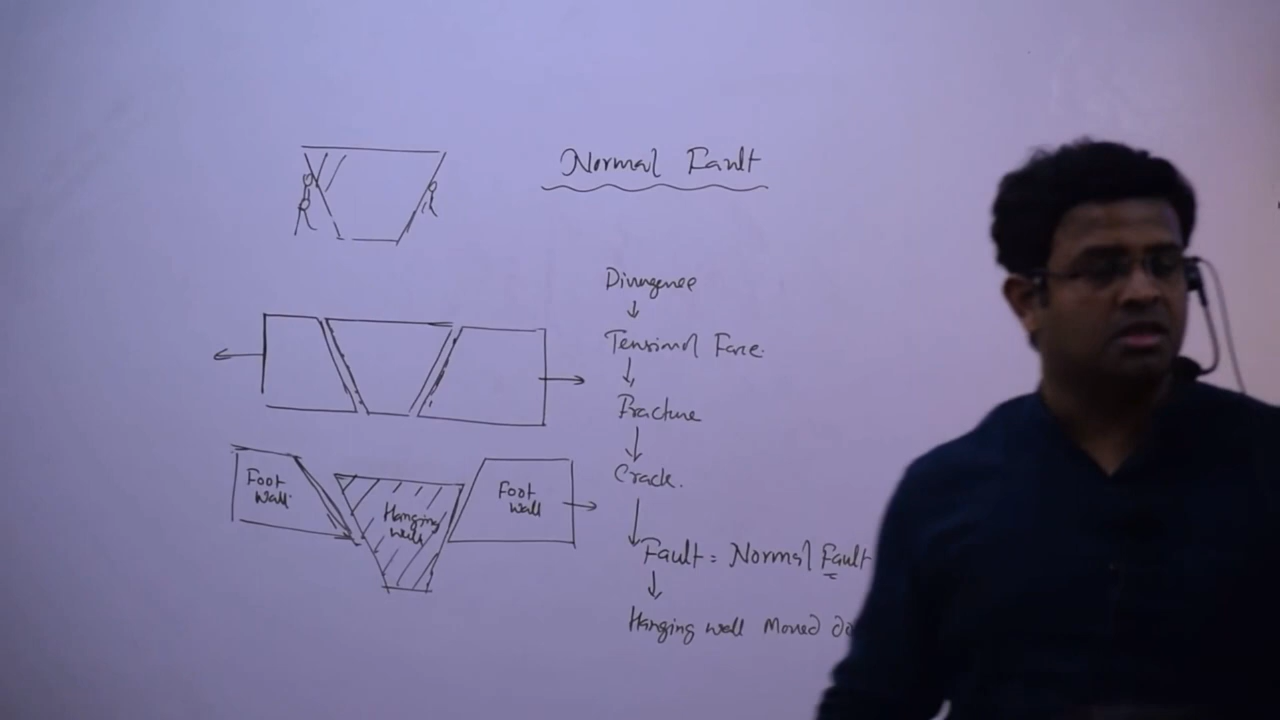 Normal Fault
Divergence
Tensional Force.
Fracture
Crack.
Fault = Normal Fault
Hanging wall Moved
Foot
wall
Hanging
wall
Foot
wall